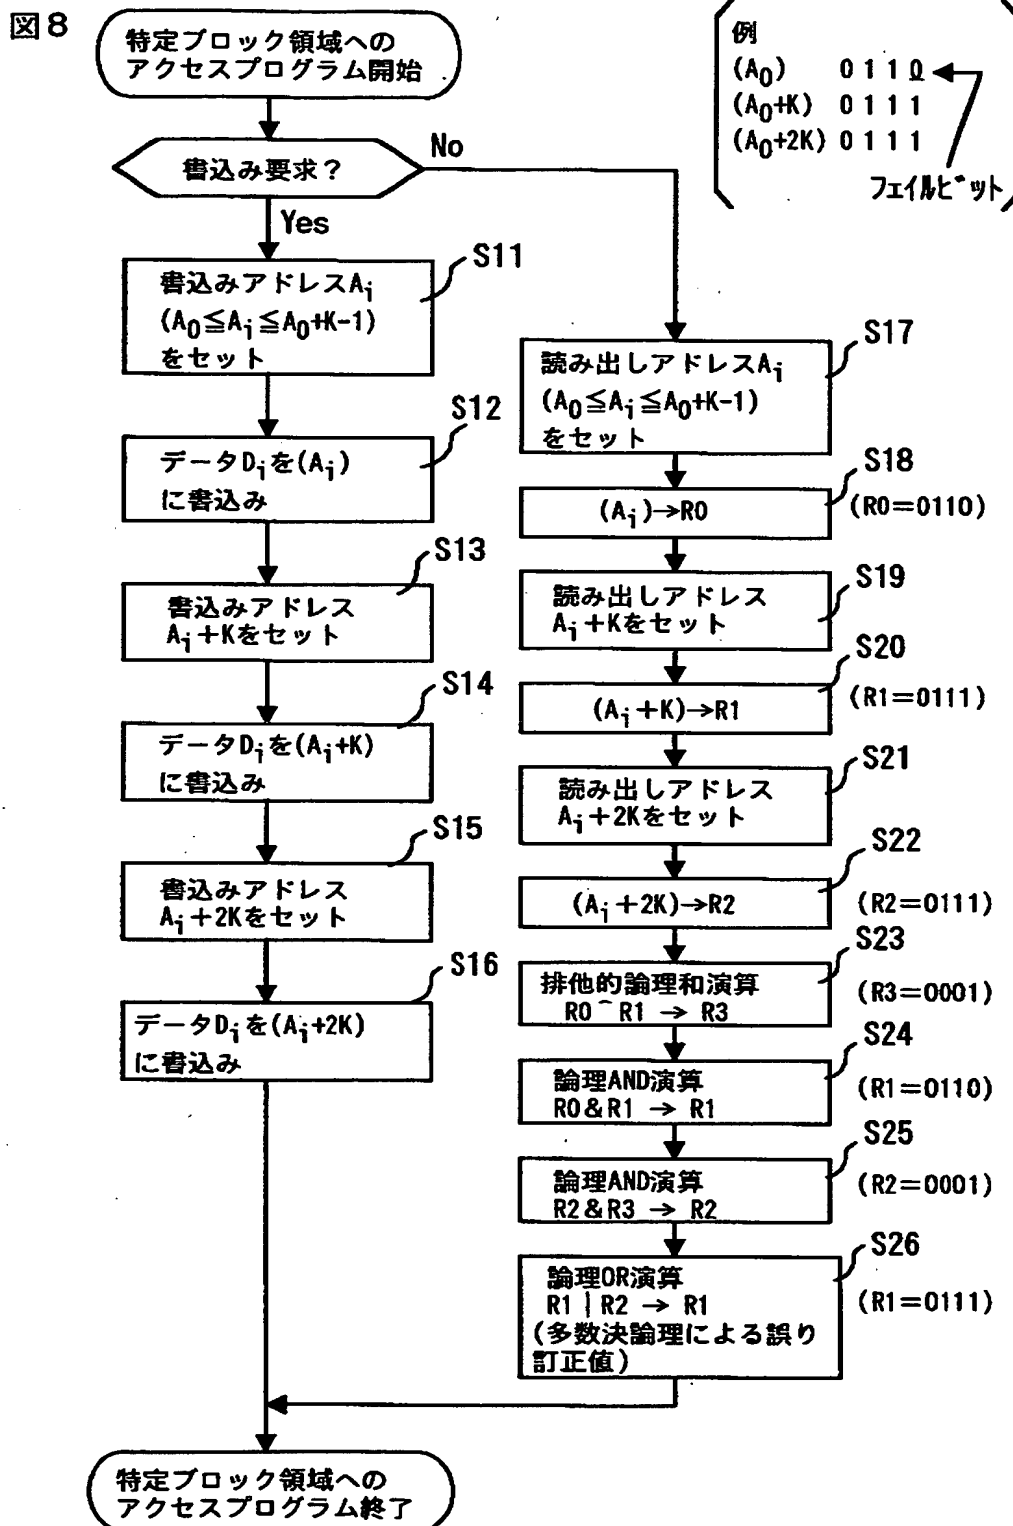 図8
特定ブロック領域への
アクセスプログラム開始
例
(A0) 0 1 1 0
(A0+K) 0 1 1 1
(A0+2K) 0 1 1 1
フェイルビット
書込み要求？
No
Yes
S11
書込みアドレスAi
(A0≦Ai≦A0+K-1)
をセット
S12
データDiを(Ai)
に書込み
S13
書込みアドレス
Ai+Kをセット
S14
データDiを(Ai+K)
に書込み
S15
書込みアドレス
Ai+2Kをセット
S16
データDiを(Ai+2K)
に書込み
S17
読み出しアドレスAi
(A0≦Ai≦A0+K-1)
をセット
S18
(Ai)→R0
(R0=0110)
S19
読み出しアドレス
Ai+Kをセット
S20
(Ai+K)→R1
(R1=0111)
S21
読み出しアドレス
Ai+2Kをセット
S22
(Ai+2K)→R2
(R2=0111)
S23
排他的論理和演算
R0 ^ R1 → R3
(R3=0001)
S24
論理AND演算
R0&R1 → R1
(R1=0110)
S25
論理AND演算
R2&R3 → R2
(R2=0001)
S26
論理OR演算
R1 | R2 → R1
(多数決論理による誤り
訂正値)
(R1=0111)
特定ブロック領域への
アクセスプログラム終了